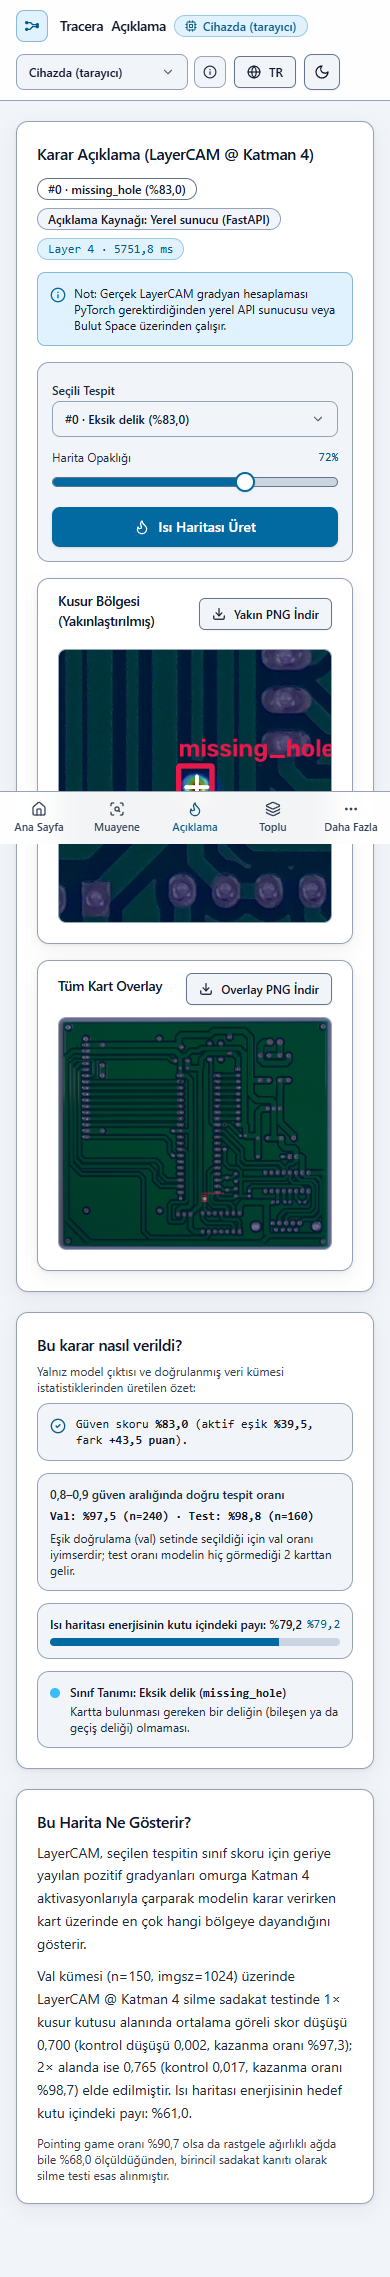 Tracera Açıklama
Cihazda (tarayıcı)
Cihazda (tarayıcı)
TR
Karar Açıklama (LayerCAM @ Katman 4)
#0 · missing_hole (%83,0)
Açıklama Kaynağı: Yerel sunucu (FastAPI)
Layer 4 · 5751,8 ms
Not: Gerçek LayerCAM gradyan hesaplaması
PyTorch gerektirdiğinden yerel API sunucusu veya
Bulut Space üzerinden çalışır.
Seçili Tespit
#0 · Eksik delik (%83,0)
Harita Opaklığı
72%
Isı Haritası Üret
Kusur Bölgesi
(Yakınlaştırılmış)
Yakın PNG İndir
missing_hole
Ana Sayfa
Muayene
Açıklama
Toplu
Daha Fazla
Tüm Kart Overlay
Overlay PNG İndir
Bu karar nasıl verildi?
Yalnız model çıktısı ve doğrulanmış veri kümesi
istatistiklerinden üretilen özet:
Güven skoru %83,0 (aktif eşik %39,5,
fark +43,5 puan).
0,8–0,9 güven aralığında doğru tespit oranı
Val: %97,5 (n=240) · Test: %98,8 (n=160)
Eşik doğrulama (val) setinde seçildiği için val oranı
iyimserdir; test oranı modelin hiç görmediği 2 karttan
gelir.
Isı haritası enerjisinin kutu içindeki payı: %79,2 %79,2
Sınıf Tanımı: Eksik delik (missing_hole)
Kartta bulunması gereken bir deliğin (bileşen ya da
geçiş deliği) olmaması.
Bu Harita Ne Gösterir?
LayerCAM, seçilen tespitin sınıf skoru için geriye
yayılan pozitif gradyanları omurga Katman 4
aktivasyonlarıyla çarparak modelin karar verirken
kart üzerinde en çok hangi bölgeye dayandığını
gösterir.
Val kümesi (n=150, imgsz=1024) üzerinde
LayerCAM @ Katman 4 silme sadakat testinde 1×
kusur kutusu alanında ortalama göreli skor düşüşü
0,700 (kontrol düşüşü 0,002, kazanma oranı %97,3);
2× alanda ise 0,765 (kontrol 0,017, kazanma oranı
%98,7) elde edilmiştir. Isı haritası enerjisinin hedef
kutu içindeki payı: %61,0.
Pointing game oranı %90,7 olsa da rastgele ağırlıklı ağda
bile %68,0 ölçüldüğünden, birincil sadakat kanıtı olarak
silme testi esas alınmıştır.